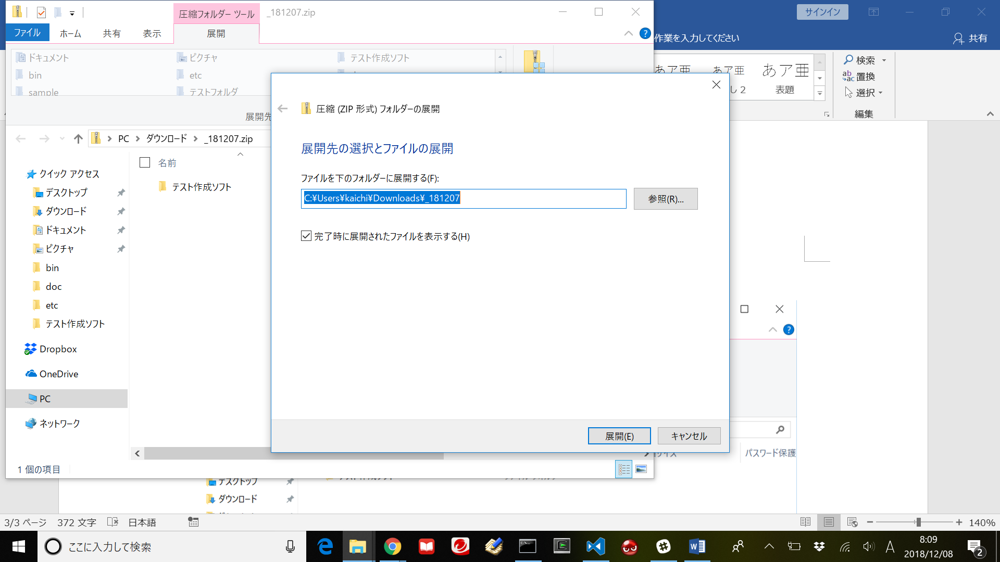 圧縮フォルダー ツール
_181207.zip
サインイン
ファイル
ホーム
共有
表示
展開
作業を入力してください
共有
ドキュメント
ピクチャ
テスト作成ソフト
bin
etc
sample
テストフォルダ
展開先
あア亜
あア亜
あア亜
し 2
表題
検索
置換
選択
編集
PC
ダウンロード
_181207.zip
名前
テスト作成ソフト
クイック アクセス
デスクトップ
ダウンロード
ドキュメント
ピクチャ
bin
doc
etc
テスト作成ソフト
Dropbox
OneDrive
PC
ネットワーク
1 個の項目
圧縮 (ZIP 形式) フォルダーの展開
展開先の選択とファイルの展開
ファイルを下のフォルダーに展開する(F):
C:¥Users¥kaichi¥Downloads¥_181207
参照(R)...
完了時に展開されたファイルを表示する(H)
展開(E)
キャンセル
パスワード保護
デスクトップ
ダウンロード
3/3 ページ
372 文字
日本語
140%
ここに入力して検索
A
8:09
2018/12/08
2